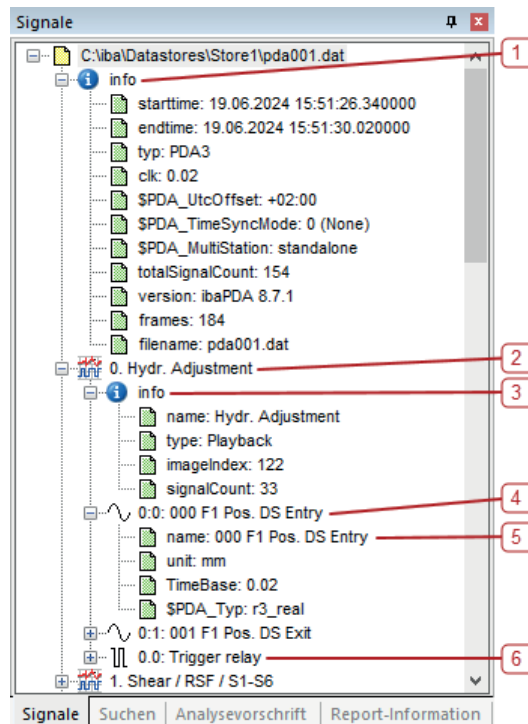 Signale
C:\iba\Datastores\Store1\pda001.dat
1
info
starttime: 19.06.2024 15:51:26.340000
endtime: 19.06.2024 15:51:30.020000
typ: PDA3
clk: 0.02
$PDA_UtcOffset: +02:00
$PDA_TimeSyncMode: 0 (None)
$PDA_MultiStation: standalone
totalSignalCount: 154
version: ibaPDA 8.7.1
frames: 184
filename: pda001.dat
0. Hydr. Adjustment
2
info
3
name: Hydr. Adjustment
type: Playback
imageIndex: 122
signalCount: 33
0:0: 000 F1 Pos. DS Entry
4
name: 000 F1 Pos. DS Entry
5
unit: mm
TimeBase: 0.02
$PDA_Typ: r3_real
0:1: 001 F1 Pos. DS Exit
0.0: Trigger relay
6
1. Shear / RSF / S1-S6
Signale Suchen Analysevorschrift Report-Information